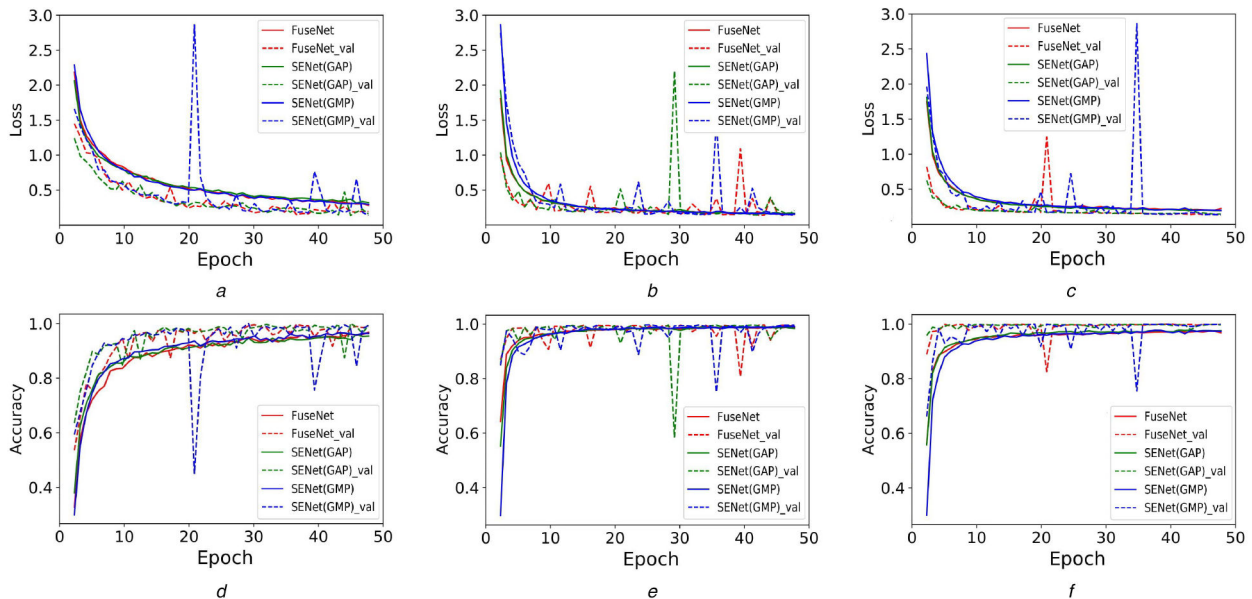 3.0
2.5
2.0
1.5
1.0
0.5
Loss
FuseNet
FuseNet_val
SENet(GAP)
SENet(GAP)_val
SENet(GMP)
SENet(GMP)_val
0 10 20 30 40 50
Epoch
a
3.0
2.5
2.0
1.5
1.0
0.5
Loss
FuseNet
FuseNet_val
SENet(GAP)
SENet(GAP)_val
SENet(GMP)
SENet(GMP)_val
0 10 20 30 40 50
Epoch
b
3.0
2.5
2.0
1.5
1.0
0.5
Loss
FuseNet
FuseNet_val
SENet(GAP)
SENet(GAP)_val
SENet(GMP)
SENet(GMP)_val
0 10 20 30 40 50
Epoch
c
1.0
0.8
0.6
0.4
Accuracy
FuseNet
FuseNet_val
SENet(GAP)
SENet(GAP)_val
SENet(GMP)
SENet(GMP)_val
0 10 20 30 40 50
Epoch
d
1.0
0.8
0.6
0.4
Accuracy
FuseNet
FuseNet_val
SENet(GAP)
SENet(GAP)_val
SENet(GMP)
SENet(GMP)_val
0 10 20 30 40 50
Epoch
e
1.0
0.8
0.6
0.4
Accuracy
FuseNet
FuseNet_val
SENet(GAP)
SENet(GAP)_val
SENet(GMP)
SENet(GMP)_val
0 10 20 30 40 50
Epoch
f